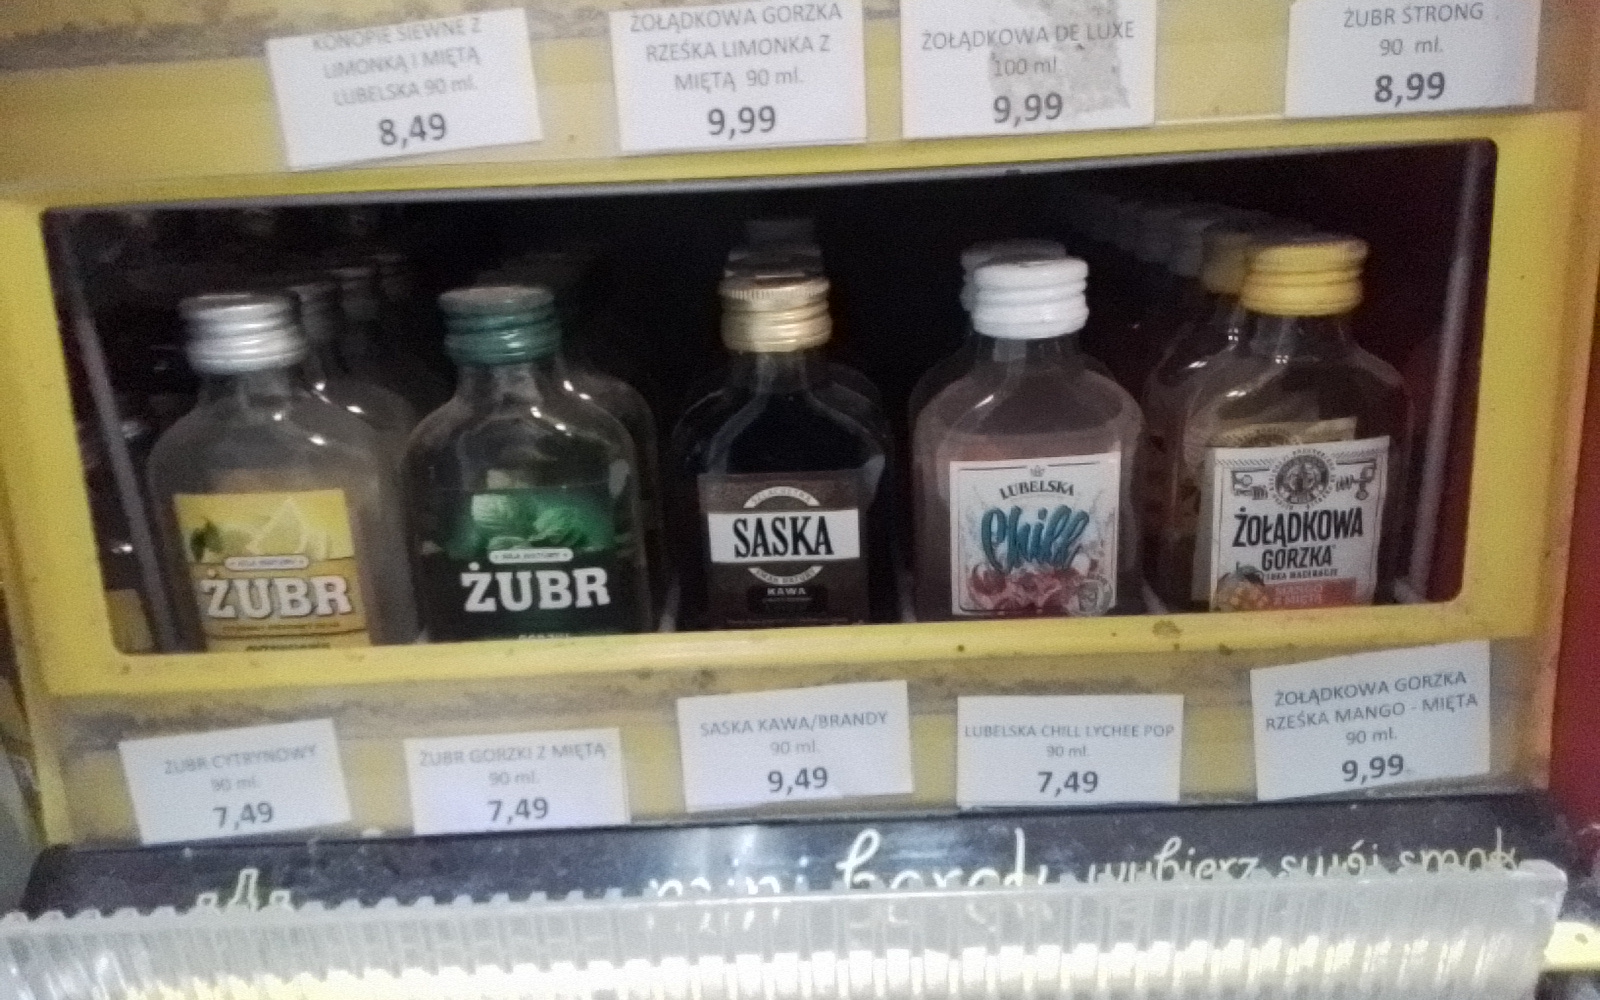 KONOPIE SIEWNE Z
LIMONKĄ I MIĘTĄ
LUBELSKA 90 ml.
8,49
ŻOŁĄDKOWA GORZKA
RZEŚKA LIMONKA Z
MIĘTĄ 90 ml.
9,99
ŻOŁĄDKOWA DE LUXE
100 ml.
9,99
ŻUBR STRONG
90 ml.
8,99
ŻUBR
ŻUBR
SASKA
KAWA
LUBELSKA
Chill
ŻOŁĄDKOWA
GORZKA
MANGO
ŻUBR CYTRYNOWY
90 ml.
7,49
ŻUBR GORZKI Z MIĘTĄ
90 ml.
7,49
SASKA KAWA/BRANDY
90 ml.
9,49
LUBELSKA CHILL LYCHEE POP
90 ml.
7,49
ŻOŁĄDKOWA GORZKA
RZEŚKA MANGO - MIĘTA
90 ml.
9,99
mini wybierz swój smak